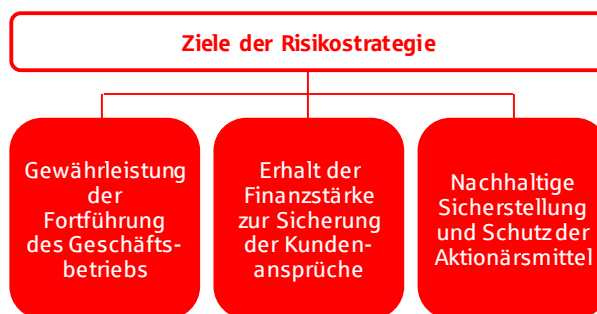 Ziele der Risikostrategie
Gewährleistung
der
Fortführung
des Geschäfts-
betriebs
Erhalt der
Finanzstärke
zur Sicherung
der Kunden-
ansprüche
Nachhaltige
Sicherstellung
und Schutz der
Aktionärsmittel